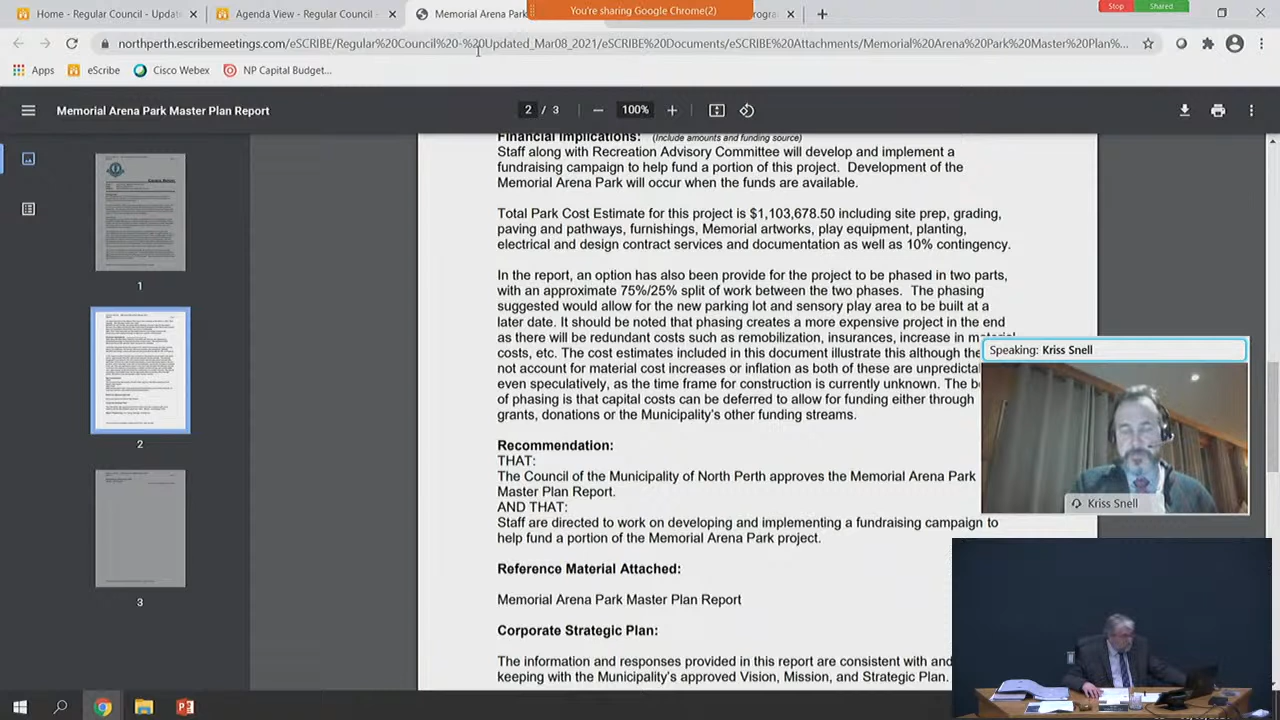 Home - Regular Council - Update
Agenda View - Regular Council -
Memorial Arena Park
You're sharing Google Chrome(2)
Stop
Shared
northperth.escribemeetings.com/eSCRIBE/Regular%20Council%20-%20Updated_Mar08_2021/eSCRIBE%20Documents/eSCRIBE%20Attachments/Memorial%20Arena%20Park%20Master%20Plan%...
Apps
eScribe
Cisco Webex
NP Capital Budget...
Memorial Arena Park Master Plan Report
2 / 3
100%
Financial Implications: (Include amounts and funding source)
Staff along with Recreation Advisory Committee will develop and implement a
fundraising campaign to help fund a portion of this project. Development of the
Memorial Arena Park will occur when the funds are available.
Total Park Cost Estimate for this project is $1,103,678.50 including site prep, grading,
paving and pathways, furnishings, Memorial artworks, play equipment, planting,
electrical and design contract services and documentation as well as 10% contingency.
In the report, an option has also been provide for the project to be phased in two parts,
with an approximate 75%/25% split of work between the two phases. The phasing
suggested would allow for the new parking lot and sensory play area to be built at a
later date. It should be noted that phasing creates a more expensive project in the end
as there will be redundant costs such as remobilization, insurances, increase in
costs, etc. The cost estimates included in this document illustrate this although
not account for material cost increases or inflation as both of these are
even speculatively, as the time frame for construction is currently unknown. The
of phasing is that capital costs can be deferred to allow for funding either through
grants, donations or the Municipality's other funding streams.
Recommendation:
THAT:
The Council of the Municipality of North Perth approves the Memorial Arena Park
Master Plan Report.
AND THAT:
Staff are directed to work on developing and implementing a fundraising campaign to
help fund a portion of the Memorial Arena Park project.
Reference Material Attached:
Memorial Arena Park Master Plan Report
Corporate Strategic Plan:
The information and responses provided in this report are consistent with and
keeping with the Municipality's approved Vision, Mission, and Strategic Plan.
1
2
3
Speaking: Kriss Snell
Kriss Snell